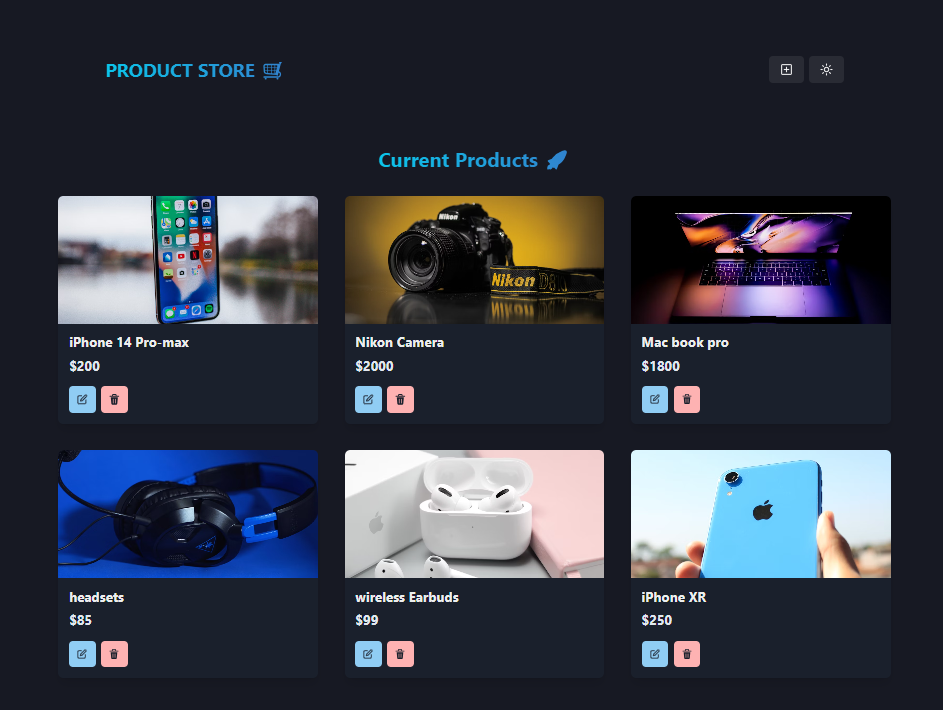 PRODUCT STORE
Current Products
Nikon
Nikon
iPhone 14 Pro-max
$200
Nikon Camera
$2000
Mac book pro
$1800
headsets
$85
wireless Earbuds
$99
iPhone XR
$250